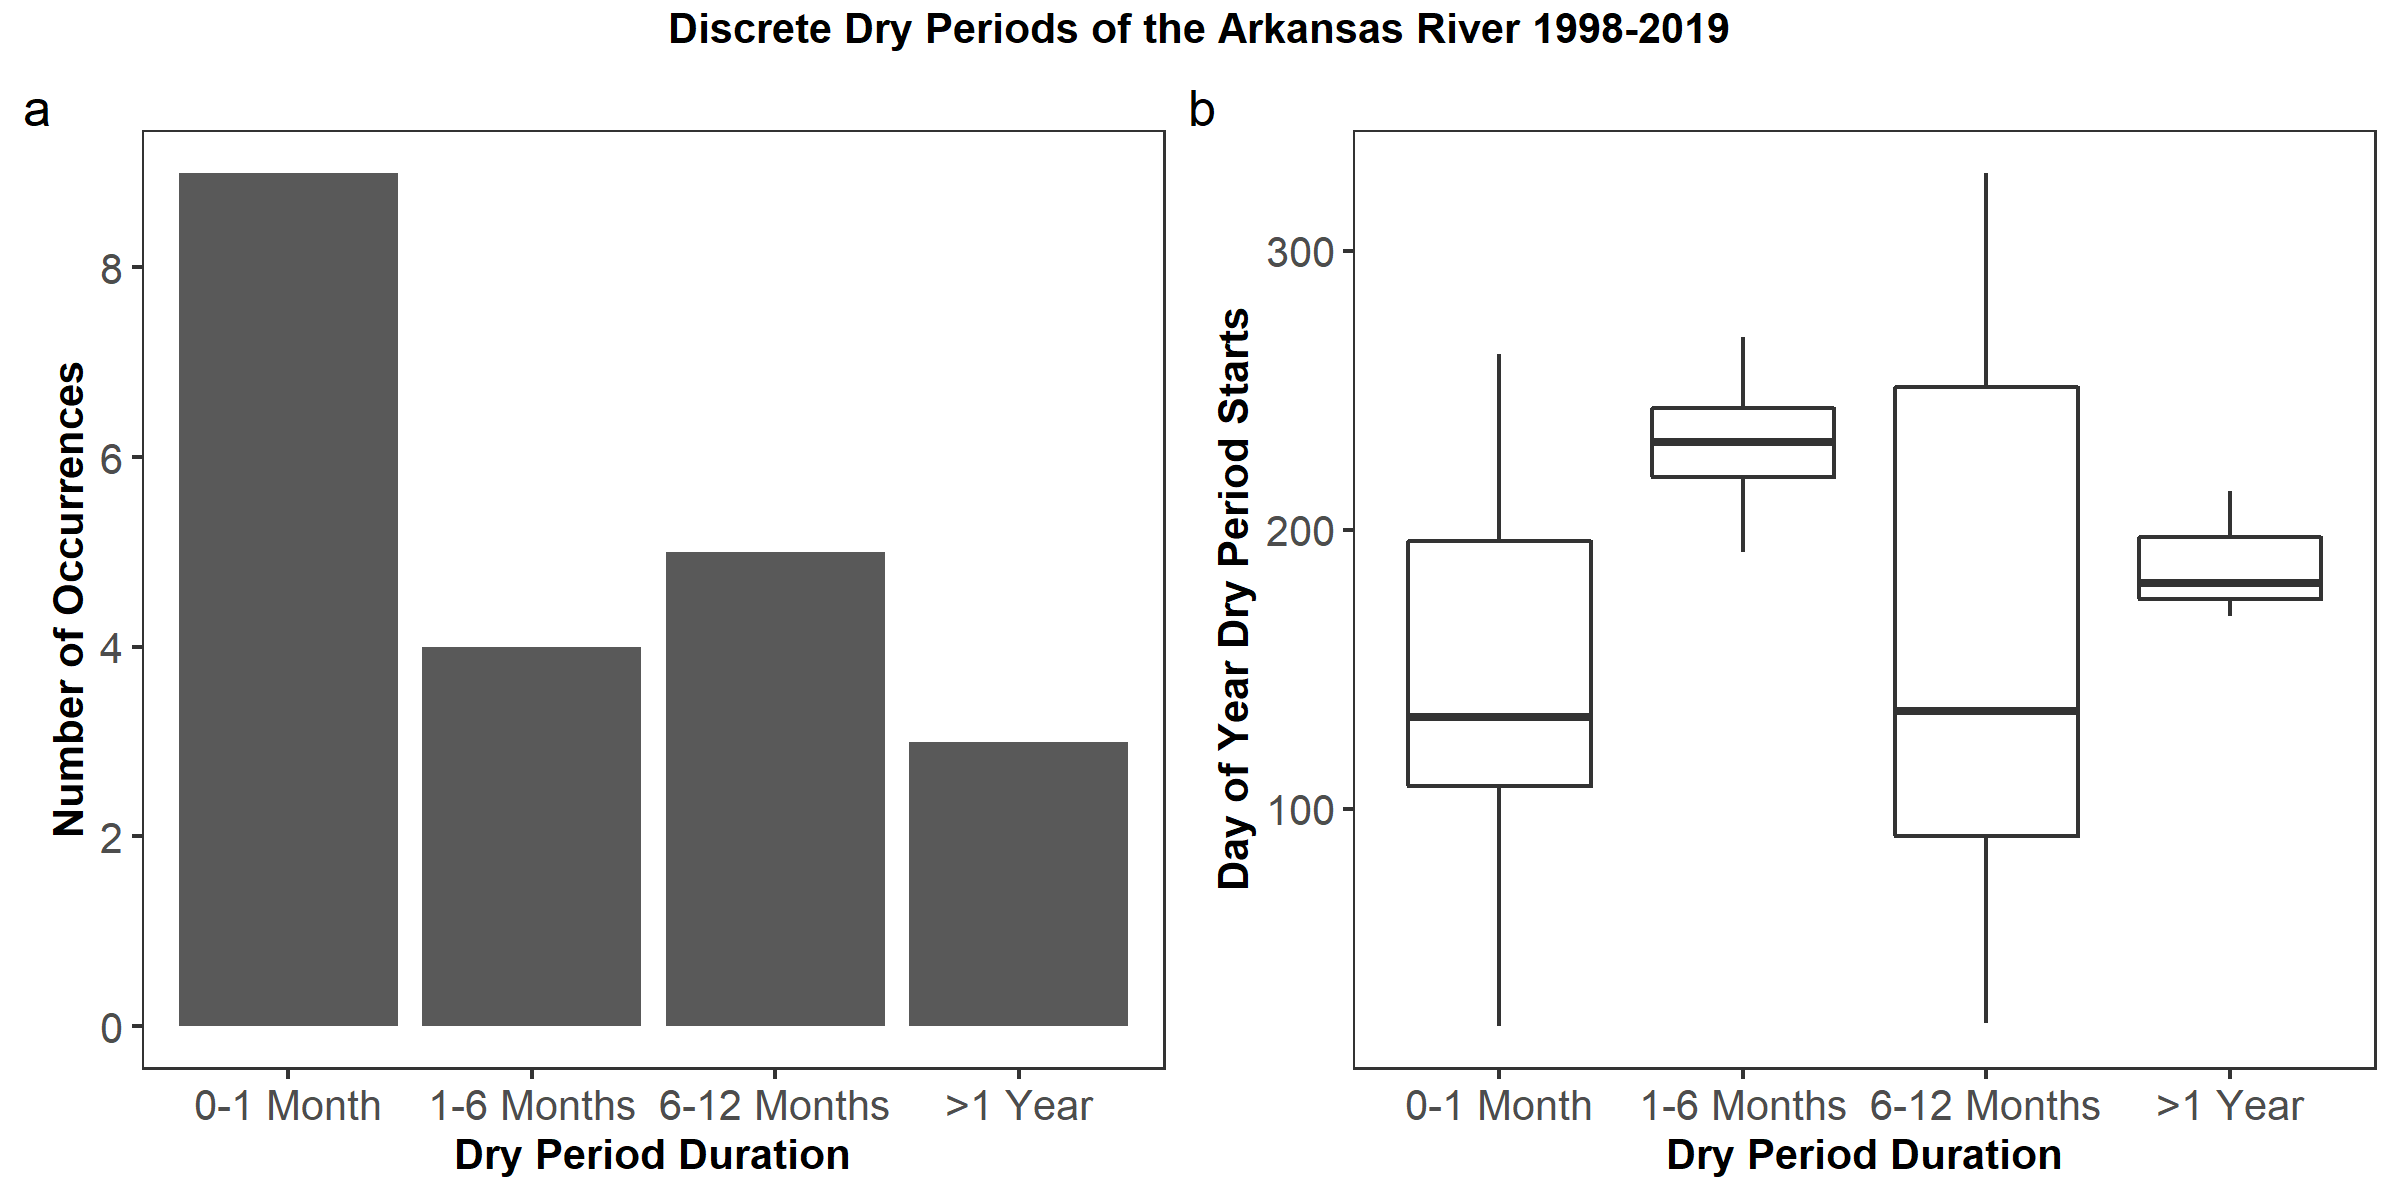 Discrete Dry Periods of the Arkansas River 1998-2019
a
Number of Occurrences
8
6
4
2
0
0-1 Month 1-6 Months 6-12 Months >1 Year
Dry Period Duration
b
Day of Year Dry Period Starts
300
200
100
0-1 Month 1-6 Months 6-12 Months >1 Year
Dry Period Duration